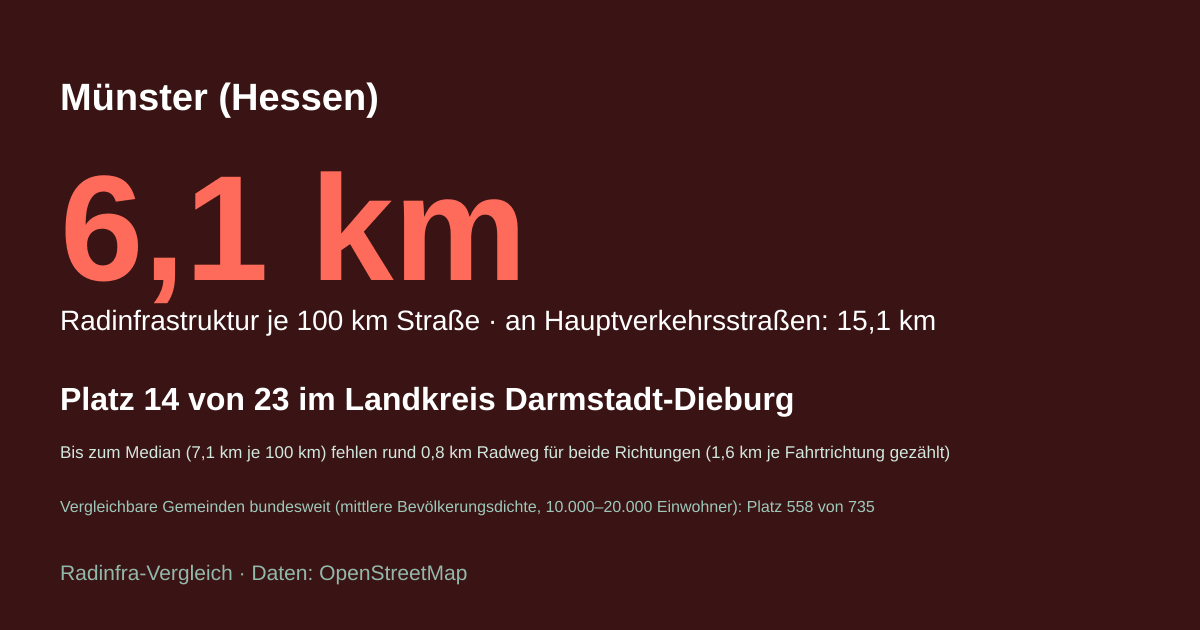 Münster (Hessen)
6,1 km
Radinfrastruktur je 100 km Straße · an Hauptverkehrsstraßen: 15,1 km
Platz 14 von 23 im Landkreis Darmstadt-Dieburg
Bis zum Median (7,1 km je 100 km) fehlen rund 0,8 km Radweg für beide Richtungen (1,6 km je Fahrtrichtung gezählt)
Vergleichbare Gemeinden bundesweit (mittlere Bevölkerungsdichte, 10.000–20.000 Einwohner): Platz 558 von 735
Radinfra-Vergleich · Daten: OpenStreetMap